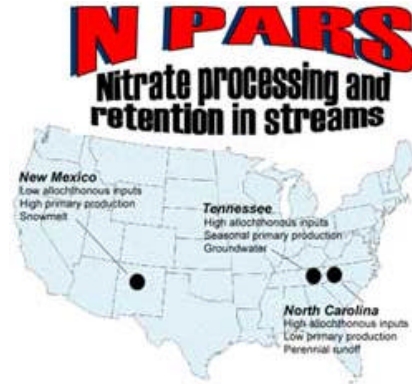 N PARS
Nitrate processing and
retention in streams
New Mexico
Low allochthonous inputs
High primary production
Snowmelt
Tennessee
High allochthonous inputs
Seasonal primary production
Groundwater
North Carolina
High allochthonous inputs
Low primary production
Perennial runoff